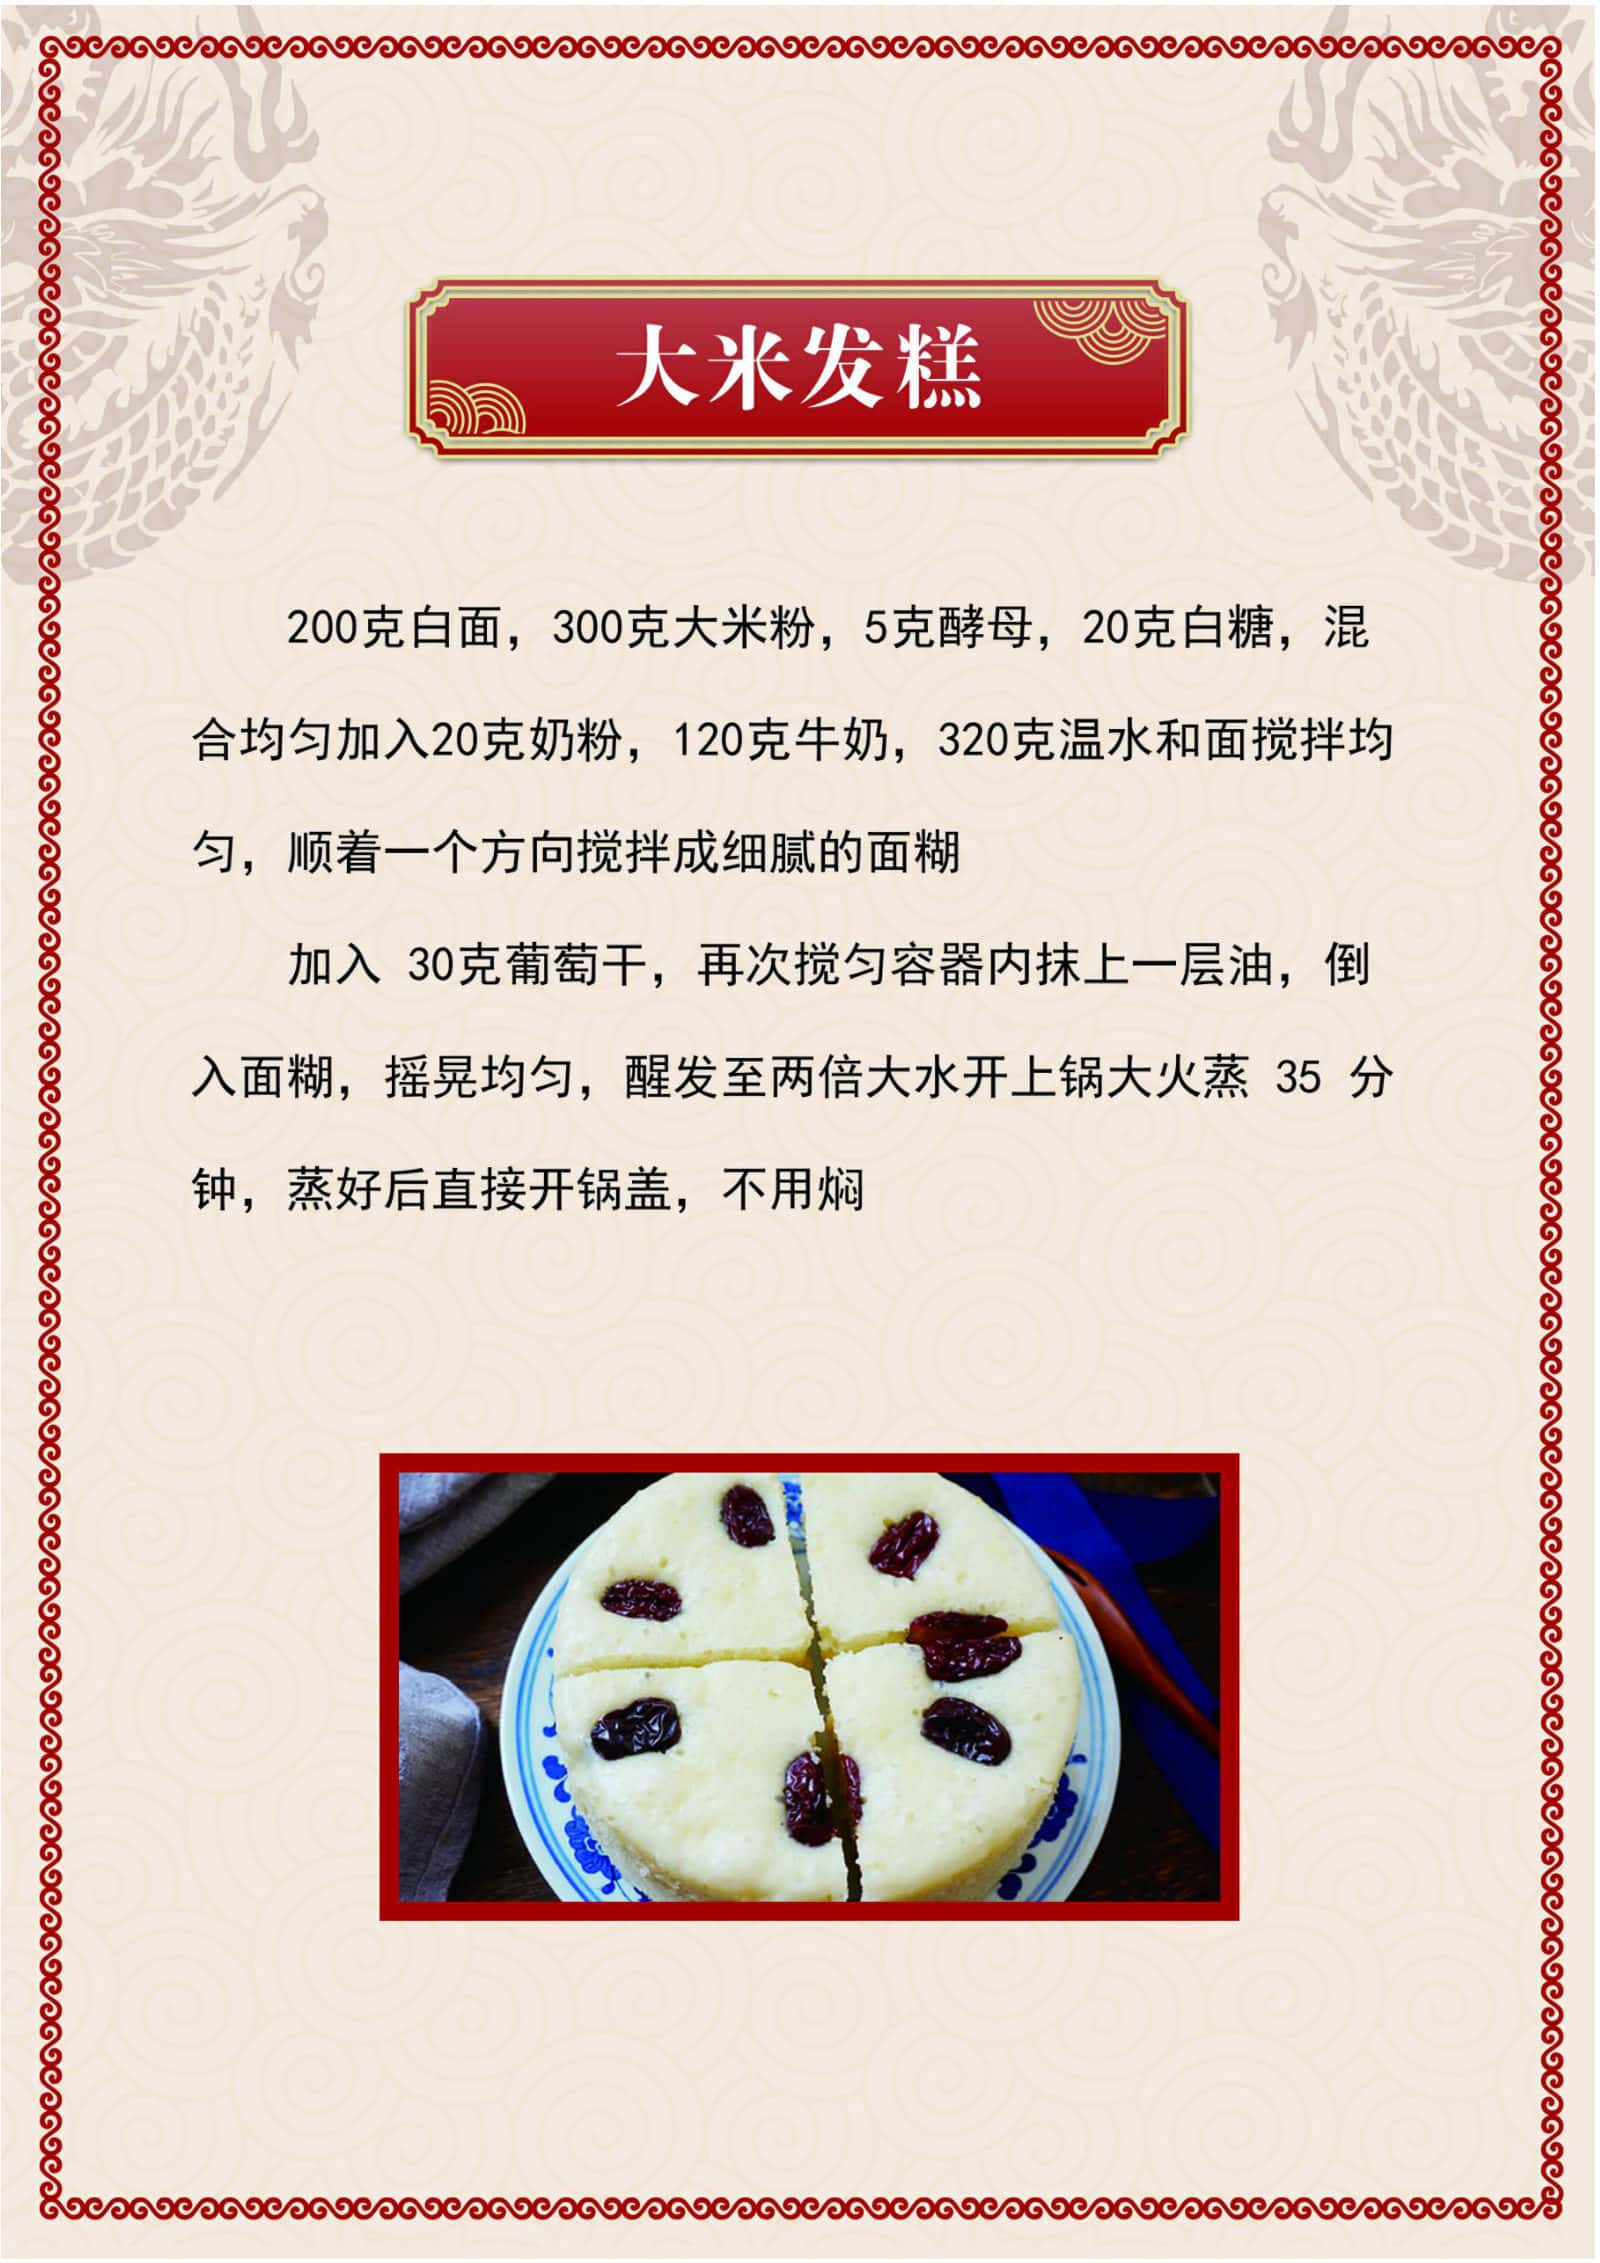 大米发糕
200克白面，300克大米粉，5克酵母，20克白糖，混
合均匀加入20克奶粉，120克牛奶，320克温水和面搅拌均
匀，顺着一个方向搅拌成细腻的面糊
加入 30克葡萄干，再次搅匀容器内抹上一层油，倒
入面糊，摇晃均匀，醒发至两倍大水开上锅大火蒸 35 分
钟，蒸好后直接开锅盖，不用焖